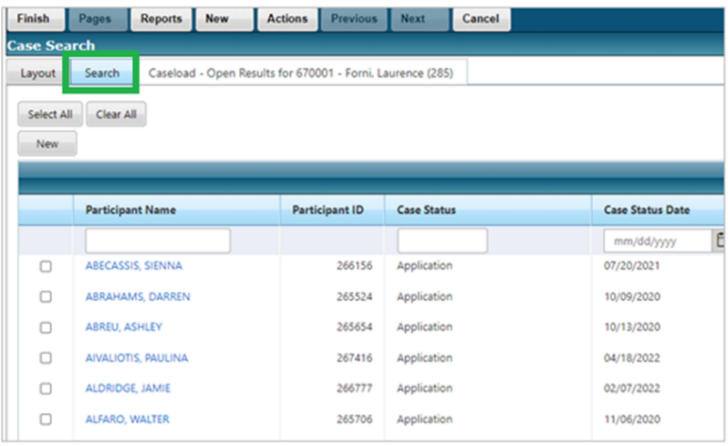 Finish Pages Reports New Actions Previous Next Cancel
Case Search
Layout Search Caseload - Open Results for 670001 - Forni, Laurence (285)
Select All Clear All
New
Participant Name Participant ID Case Status Case Status Date
mm/dd/yyyy
ABECASSIS, SIENNA 266156 Application 07/20/2021
ABRAHAMS, DARREN 265524 Application 10/09/2020
ABREU, ASHLEY 265654 Application 10/13/2020
AIVALIOTIS, PAULINA 267416 Application 04/18/2022
ALDRIDGE, JAMIE 266777 Application 02/07/2022
ALFARO, WALTER 265706 Application 11/06/2020